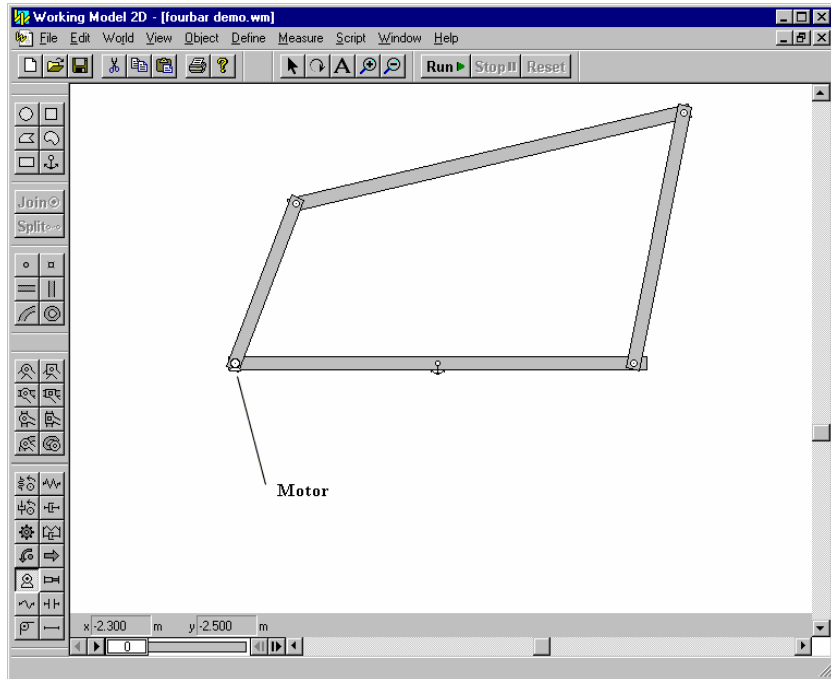 Working Model 2D - [fourbar demo.wm]
File Edit World View Object Define Measure Script Window Help
A Run Stop Reset
Join
Split
Motor
x -2.300 m y -2.500 m
0